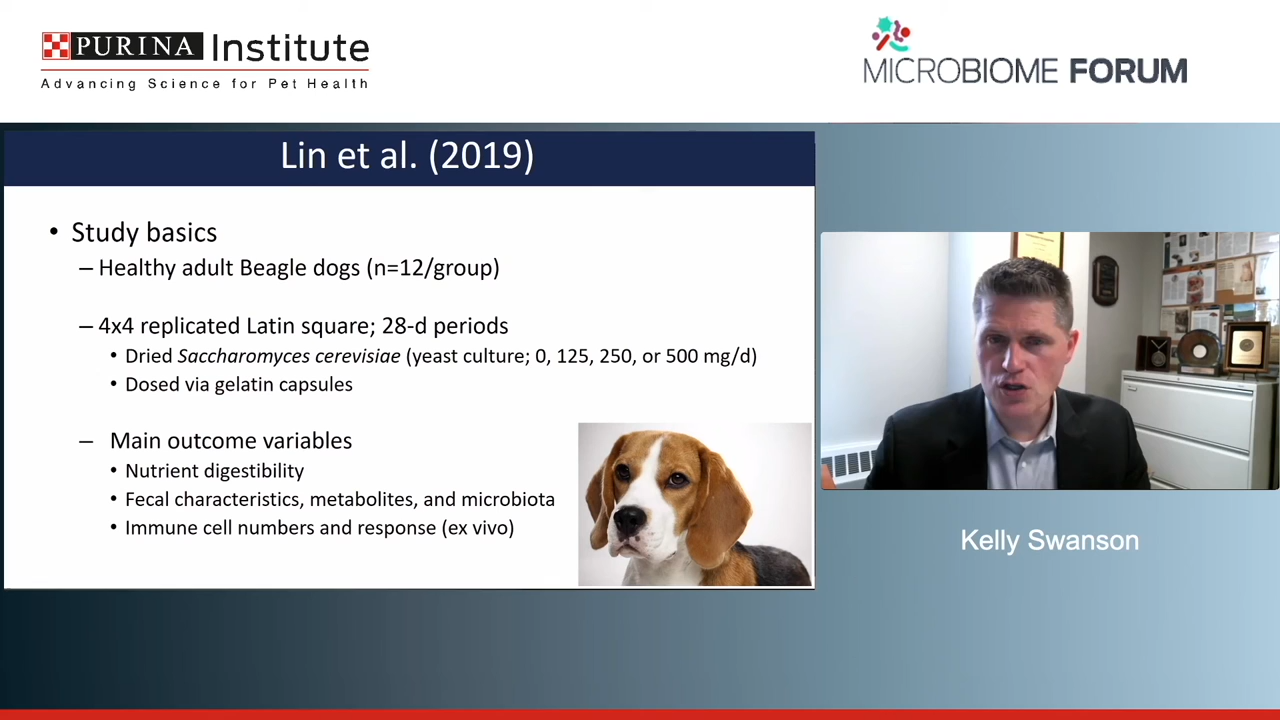 PURINA Institute
Advancing Science for Pet Health
MICROBIOME FORUM
Lin et al. (2019)
• Study basics
– Healthy adult Beagle dogs (n=12/group)
– 4x4 replicated Latin square; 28-d periods
• Dried Saccharomyces cerevisiae (yeast culture; 0, 125, 250, or 500 mg/d)
• Dosed via gelatin capsules
– Main outcome variables
• Nutrient digestibility
• Fecal characteristics, metabolites, and microbiota
• Immune cell numbers and response (ex vivo)
Kelly Swanson